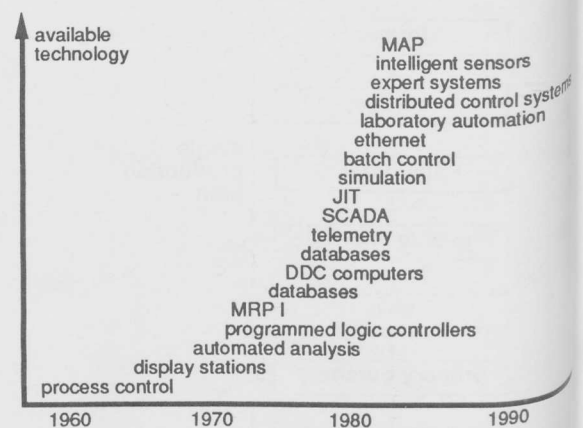 available
technology
MAP
intelligent sensors
expert systems
distributed control systems
laboratory automation
ethernet
batch control
simulation
JIT
SCADA
telemetry
databases
DDC computers
databases
MRP I
programmed logic controllers
automated analysis
display stations
process control
1960 1970 1980 1990